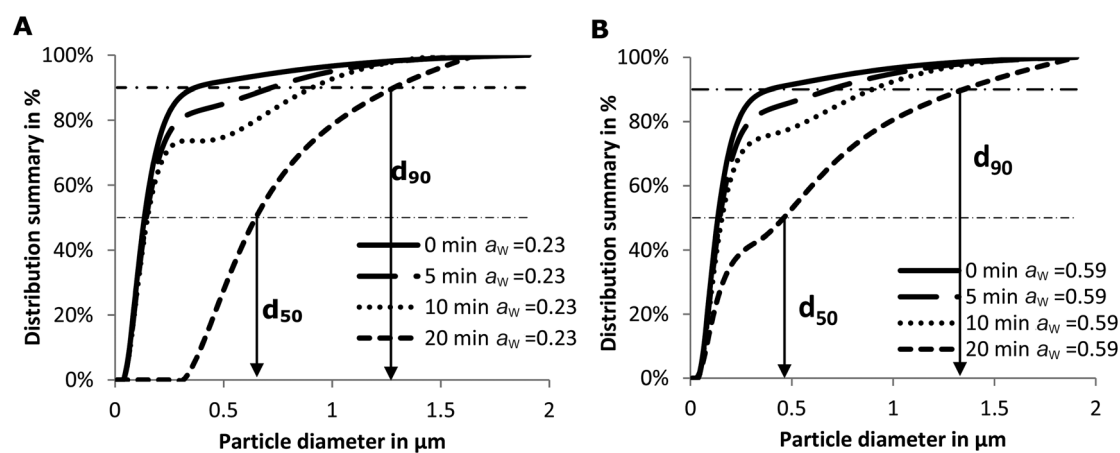 A
Distribution summary in %
100%
80%
60%
40%
20%
0%
d90
d50
0 min aw =0.23
5 min aw =0.23
10 min aw =0.23
20 min aw =0.23
0
0.5
1
1.5
2
Particle diameter in µm
B
Distribution summary in %
100%
80%
60%
40%
20%
0%
d90
d50
0 min aw =0.59
5 min aw =0.59
10 min aw =0.59
20 min aw =0.59
0
0.5
1
1.5
2
Particle diameter in µm